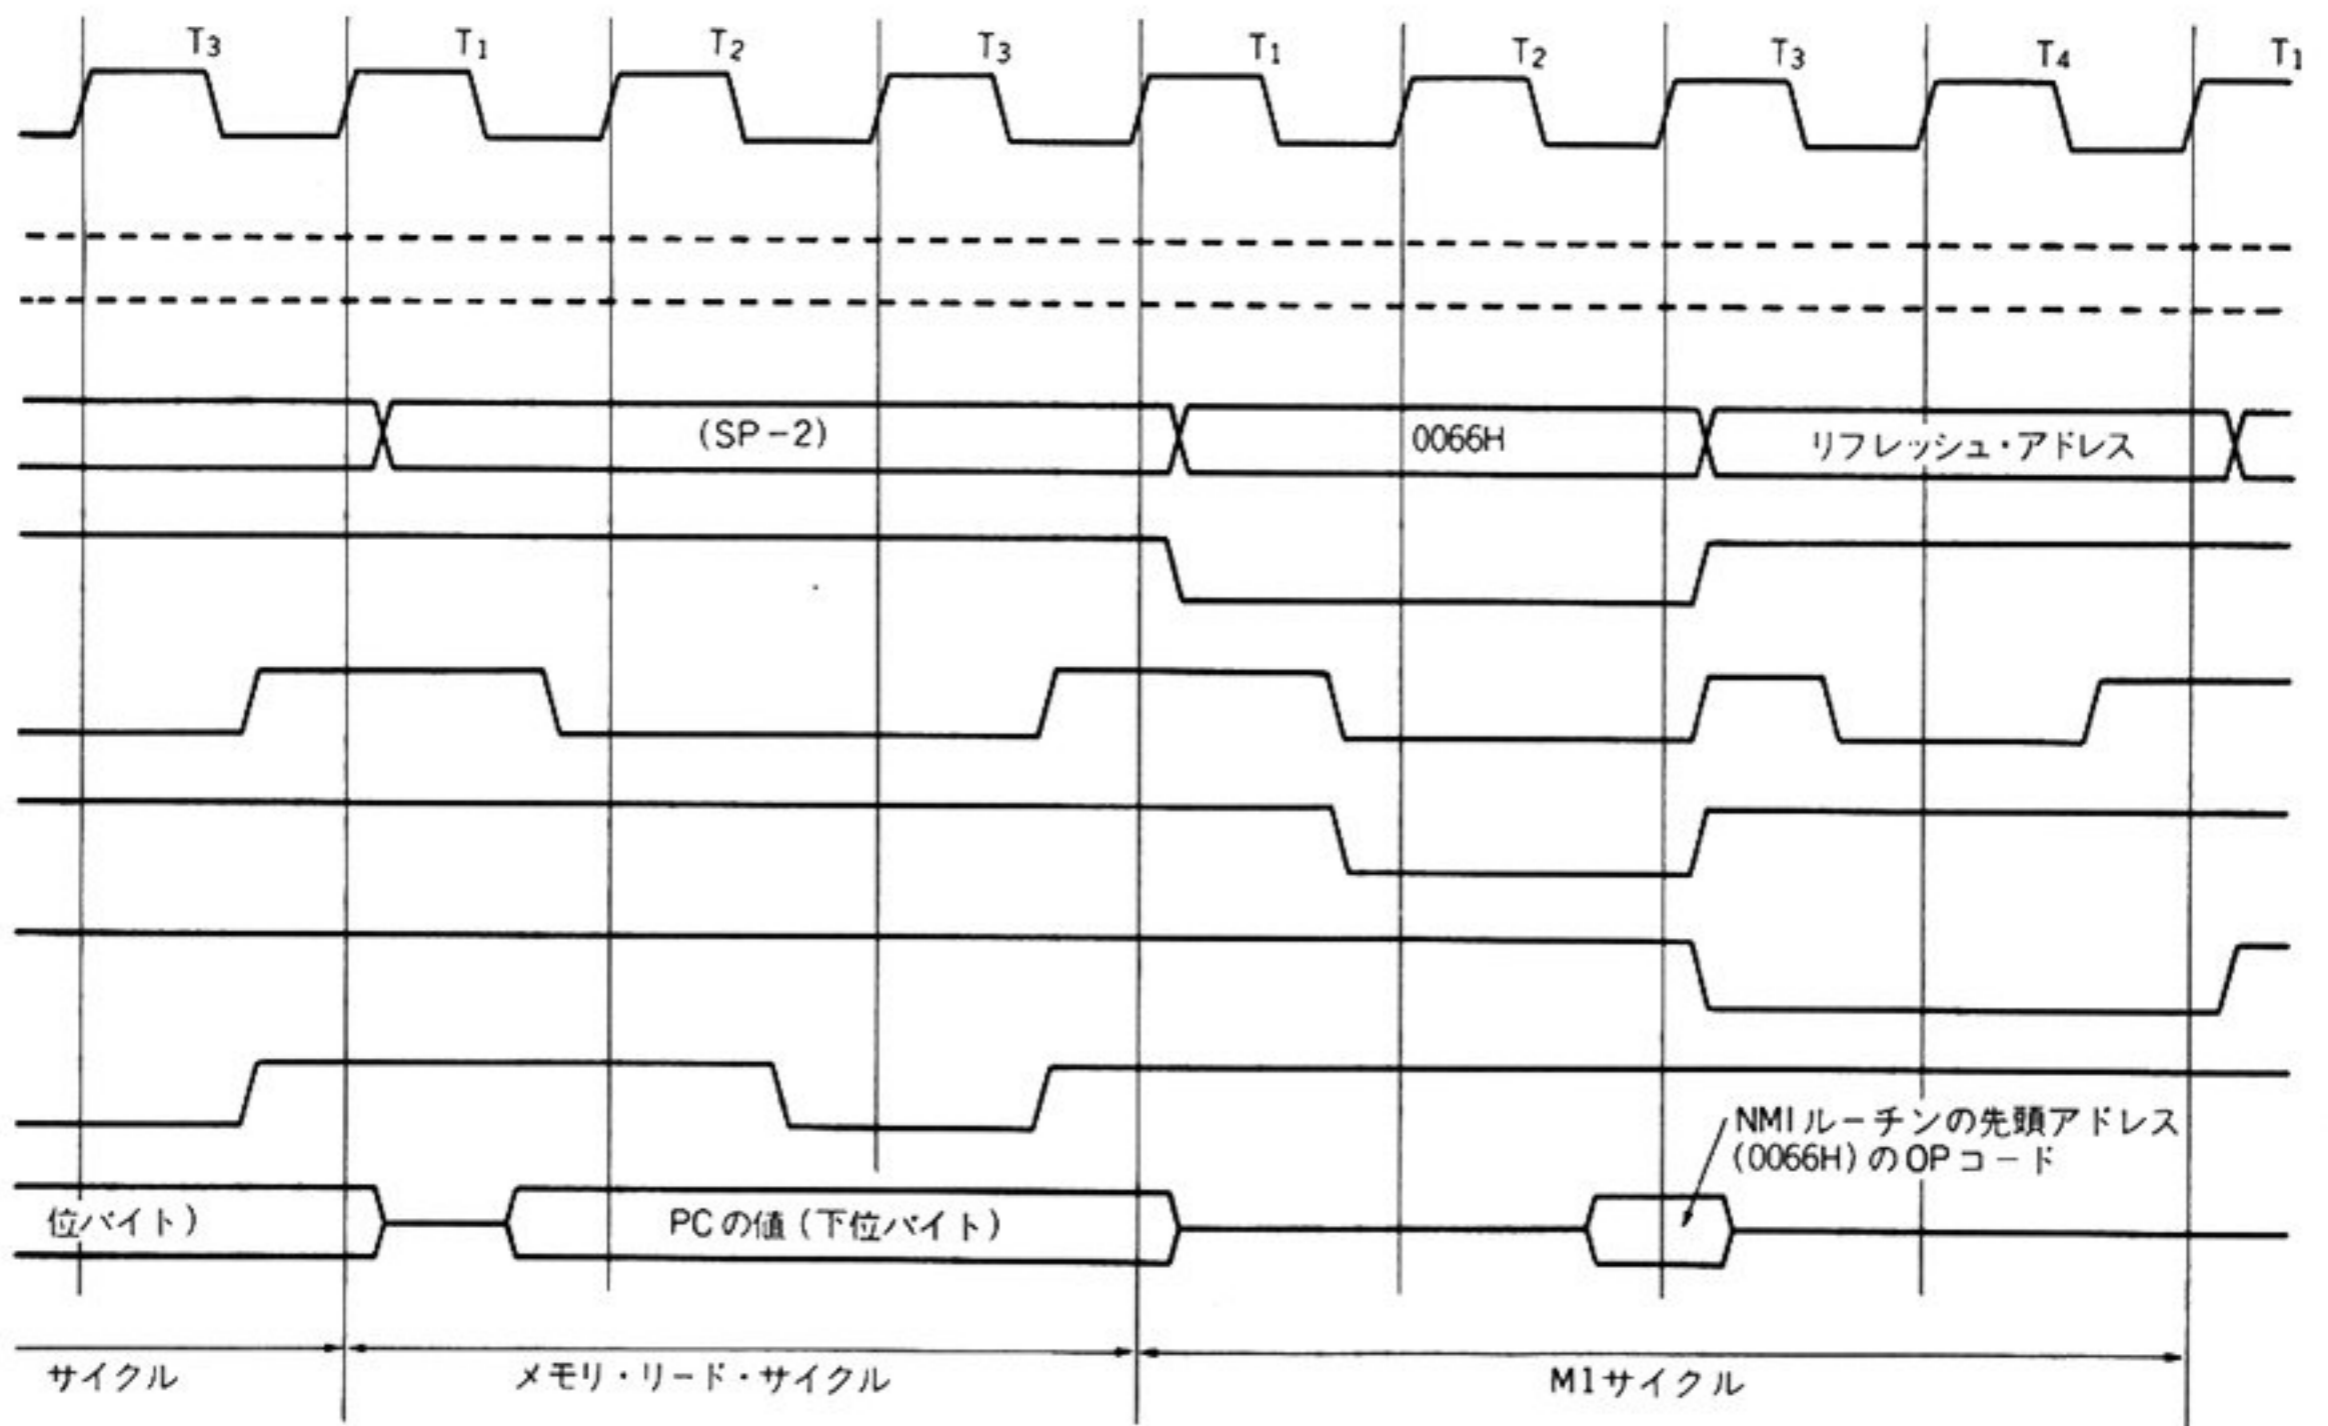 T3 T1 T2 T3 T1 T2 T3 T4 T1
(SP-2) 0066H リフレッシュ・アドレス
NMIルーチンの先頭アドレス
(0066H)のOPコード
位バイト) PCの値(下位バイト)
サイクル メモリ・リード・サイクル M1サイクル